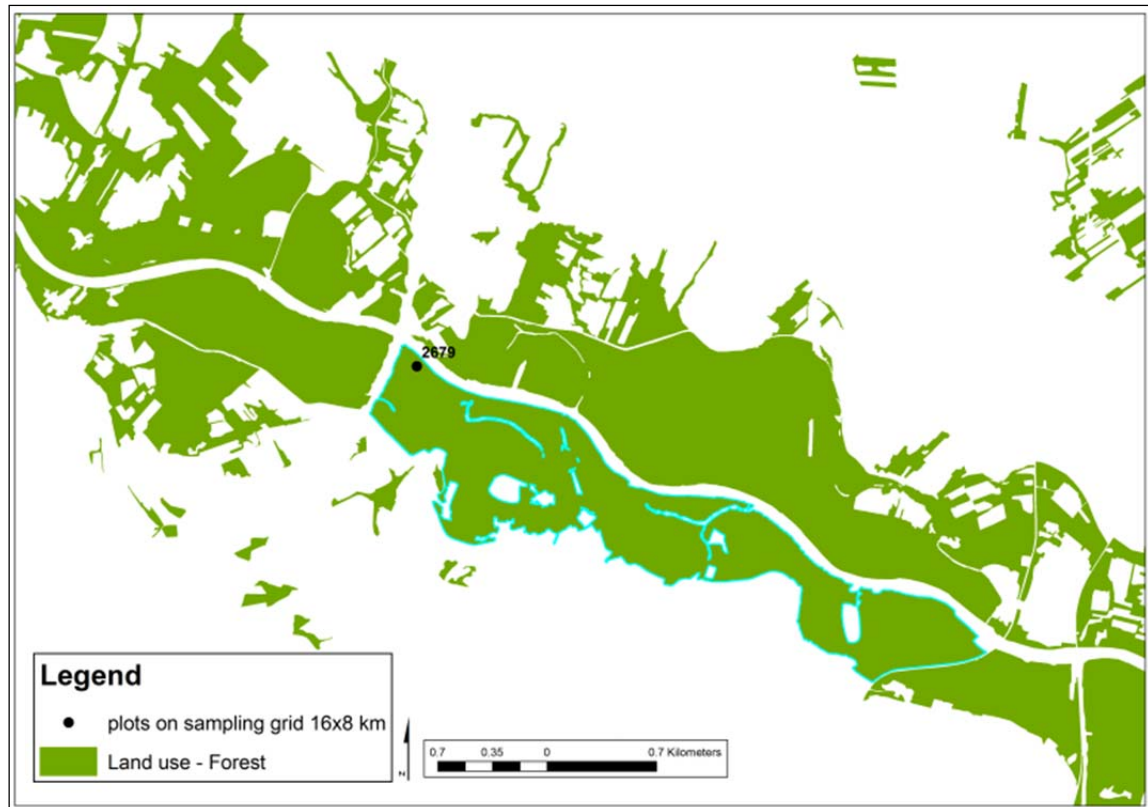 2679
Legend
plots on sampling grid 16x8 km
Land use - Forest
N
0.7 0.35 0 0.7 Kilometers